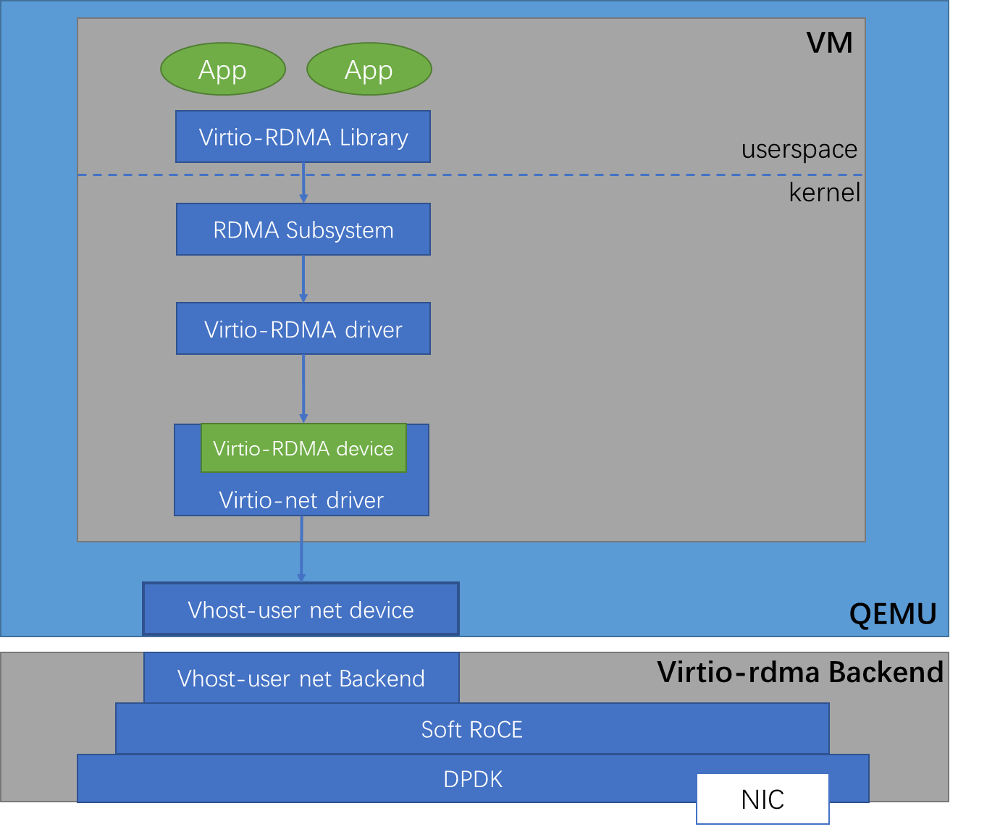 VM
App
App
Virtio-RDMA Library
userspace
kernel
RDMA Subsystem
Virtio-RDMA driver
Virtio-RDMA device
Virtio-net driver
Vhost-user net device
QEMU
Virtio-rdma Backend
Vhost-user net Backend
Soft RoCE
DPDK
NIC